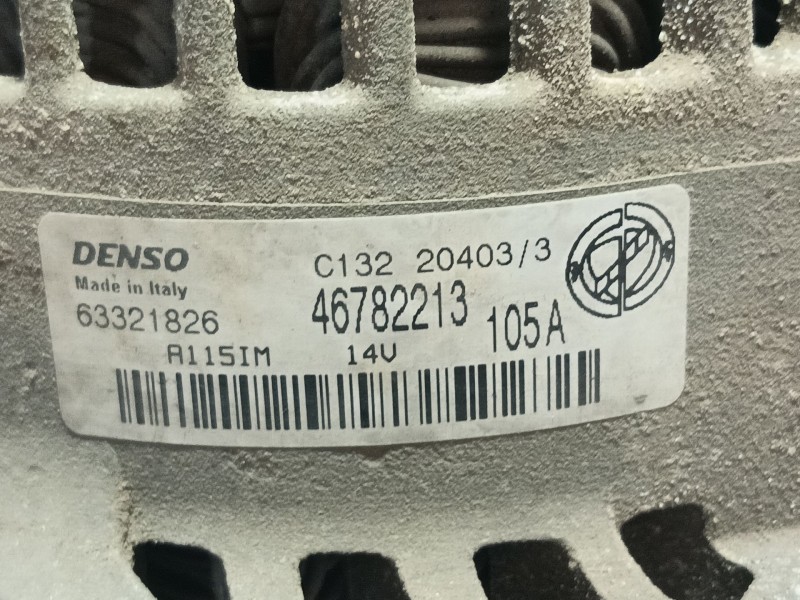 DENSO
C132 20403/3
Made in Italy
63321826
46782213
105A
A115IM 14V